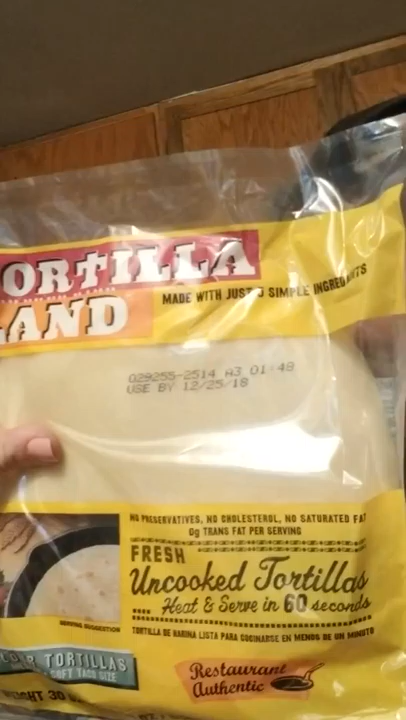 ORTILLA
LAND
MADE WITH JUST 5 SIMPLE INGREDIENTS
029255-2514 A3 01:48
USE BY 12/25/18
NO PRESERVATIVES, NO CHOLESTEROL, NO SATURATED FAT
0g TRANS FAT PER SERVING
FRESH
Uncooked Tortillas
Heat & Serve in 60 seconds
SERVING SUGGESTION
TORTILLA DE HARINA LISTA PARA COCINARSE EN MENOS DE UN MINUTO
TORTILLAS
SOFT TACO SIZE
Restaurant
Authentic
WEIGHT 30